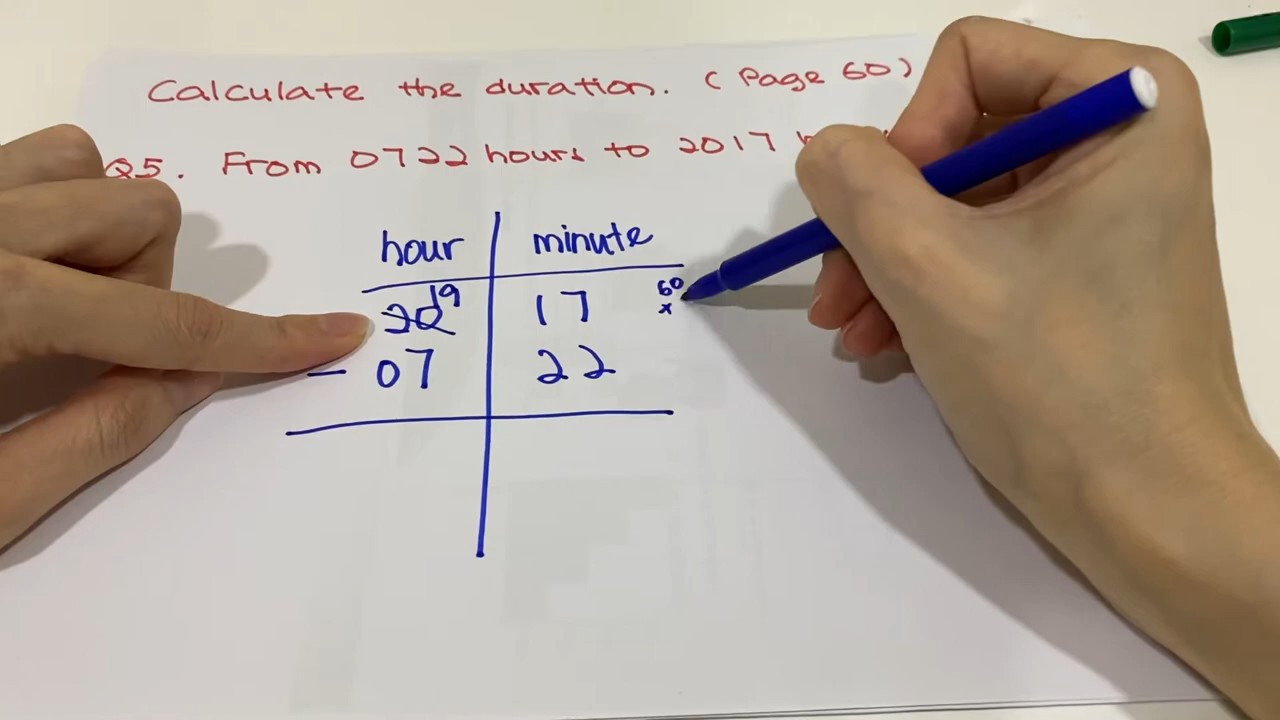 Calculate the duration. (Page 60)
Q5. From 0722 hours to 2017
hour minute
20 19 17 60 x
- 07 22